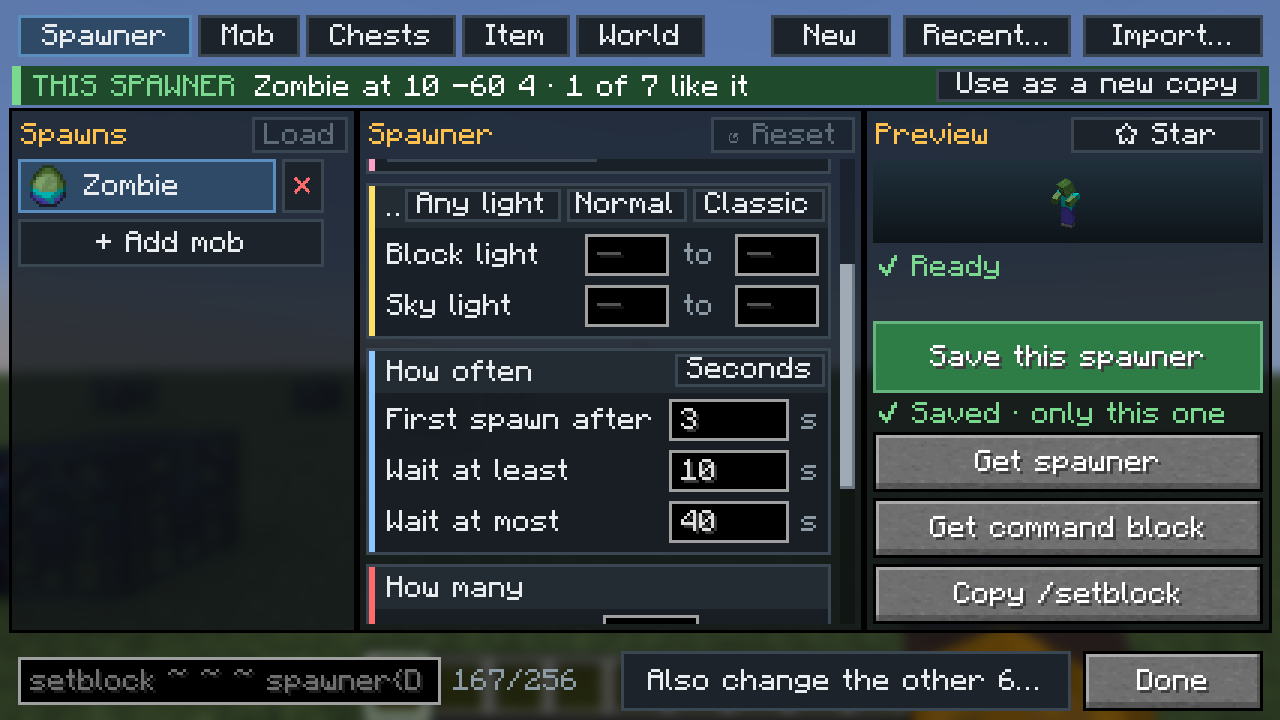 Spawner Mob Chests Item World New Recent... Import...
THIS SPAWNER Zombie at 10 -60 4 · 1 of 7 like it Use as a new copy
Spawns Load
Zombie
+ Add mob
Spawner Reset
.. Any light Normal Classic
Block light — to —
Sky light — to —
How often Seconds
First spawn after 3 s
Wait at least 10 s
Wait at most 40 s
How many
Preview ☆ Star
✓ Ready
Save this spawner
✓ Saved · only this one
Get spawner
Get command block
Copy /setblock
setblock ~ ~ ~ spawner{D 167/256 Also change the other 6... Done